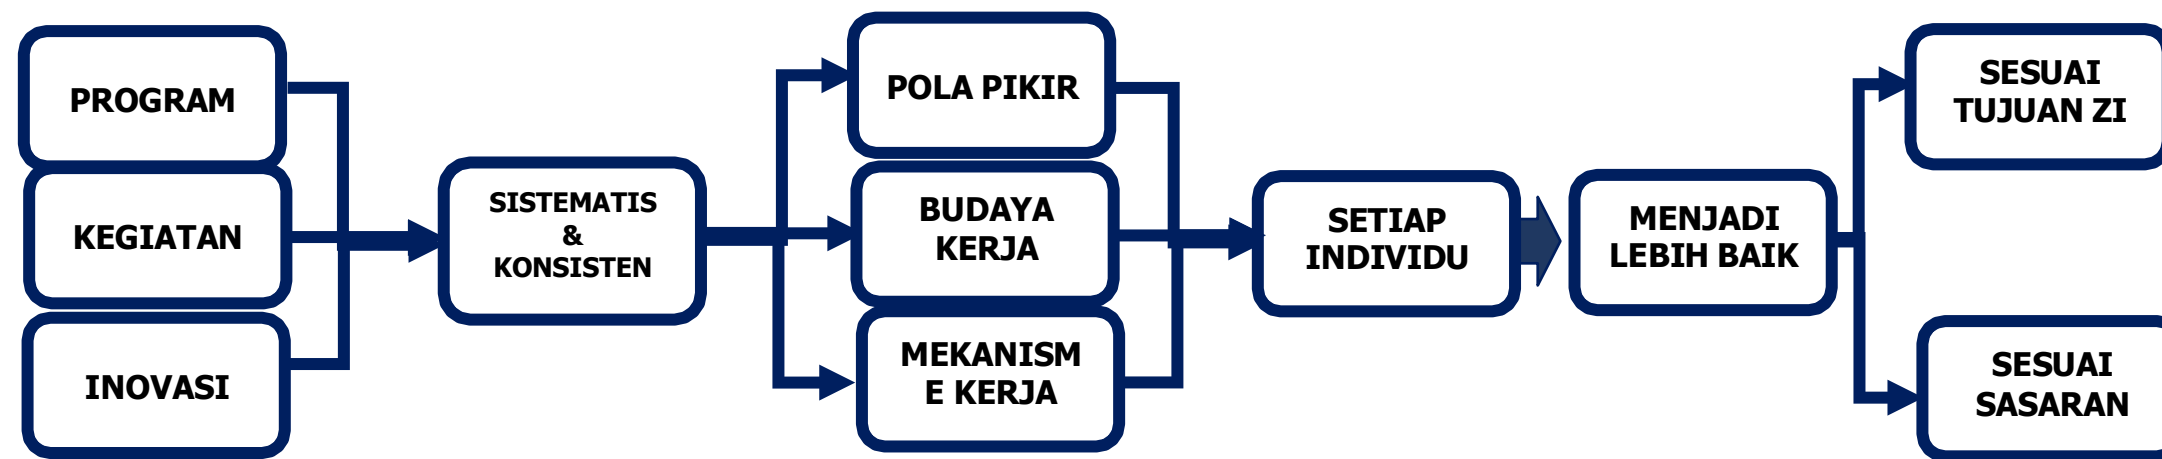 PROGRAM
KEGIATAN
INOVASI
SISTEMATIS
&
KONSISTEN
POLA PIKIR
BUDAYA
KERJA
MEKANISM
E KERJA
SETIAP
INDIVIDU
MENJADI
LEBIH BAIK
SESUAI
TUJUAN ZI
SESUAI
SASARAN